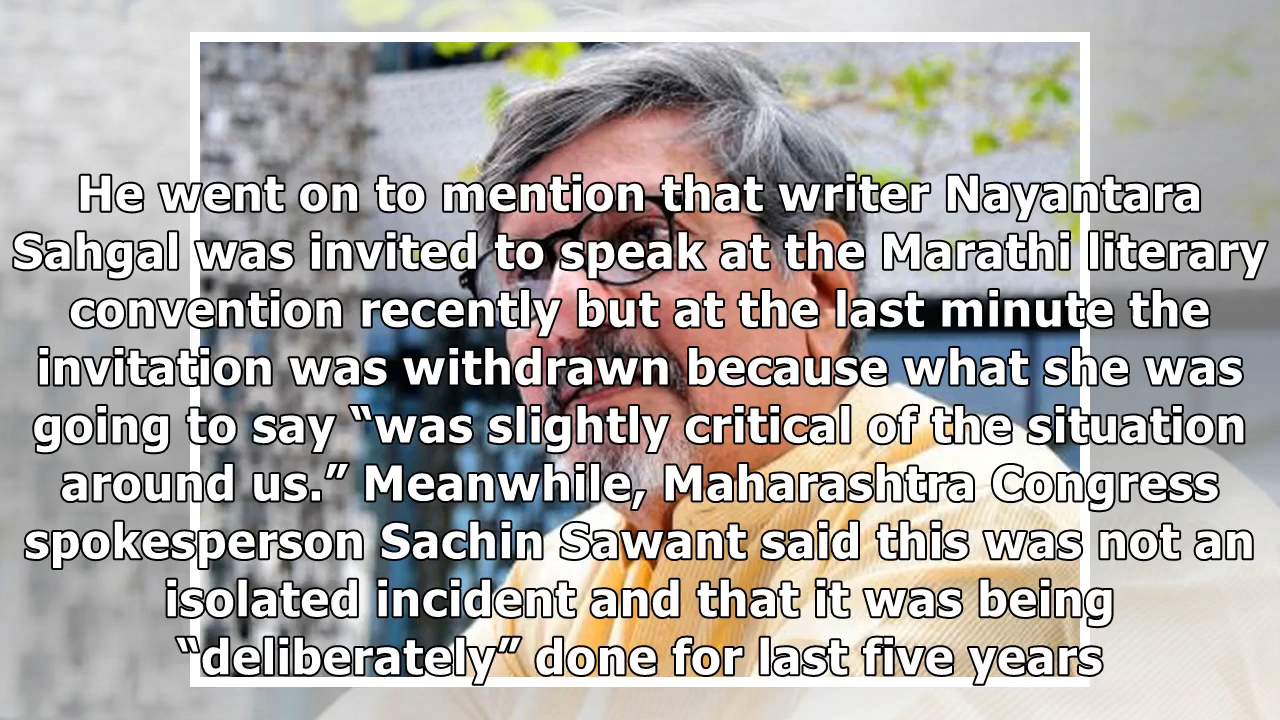 He went on to mention that writer Nayantara
Sahgal was invited to speak at the Marathi literary
convention recently but at the last minute the
invitation was withdrawn because what she was
going to say “was slightly critical of the situation
around us.” Meanwhile, Maharashtra Congress
spokesperson Sachin Sawant said this was not an
isolated incident and that it was being
“deliberately” done for last five years